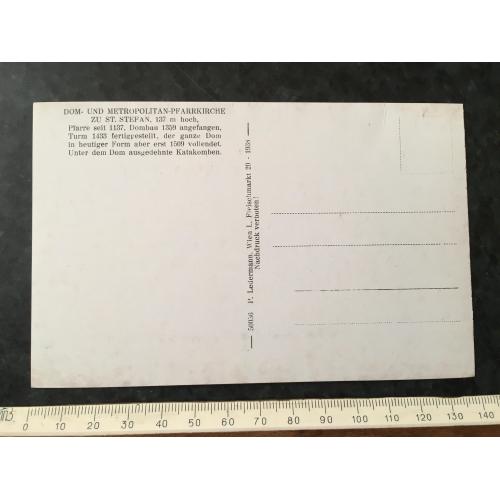 DOM- UND METROPOLITAN-PFARRKIRCHE
ZU ST. STEFAN, 137 m hoch,
Pfarre seit 1137, Dombau 1359 angefangen,
Turm 1433 fertiggestellt, der ganze Dom
in heutiger Form aber erst 1509 vollendet.
Unter dem Dom ausgedehnte Katakomben.
— 50056 P. Ledermann, Wien I., Fleischmarkt 20 - 1938 —
Nachdruck verboten!
0 10 20 30 40 50 60 70 80 90 100 110 120 130 140